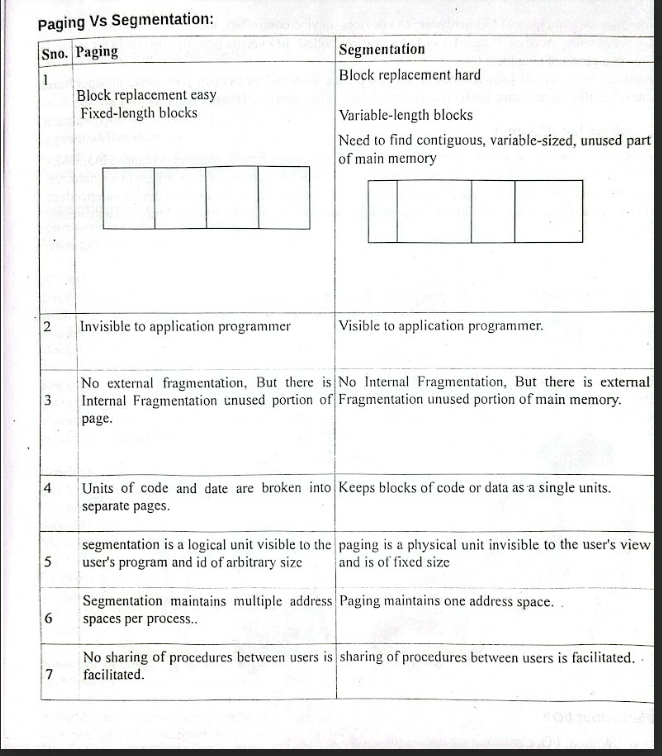 Paging Vs Segmentation:
Sno. Paging Segmentation
1
Block replacement easy
Fixed-length blocks
Block replacement hard
Variable-length blocks
Need to find contiguous, variable-sized, unused part
of main memory
2 Invisible to application programmer Visible to application programmer.
3
No external fragmentation, But there is
Internal Fragmentation unused portion of
page.
No Internal Fragmentation, But there is external
Fragmentation unused portion of main memory.
4
Units of code and date are broken into
separate pages.
Keeps blocks of code or data as a single units.
5
segmentation is a logical unit visible to the
user's program and id of arbitrary size
paging is a physical unit invisible to the user's view
and is of fixed size
6
Segmentation maintains multiple address
spaces per process..
Paging maintains one address space. .
7
No sharing of procedures between users is
facilitated.
sharing of procedures between users is facilitated.